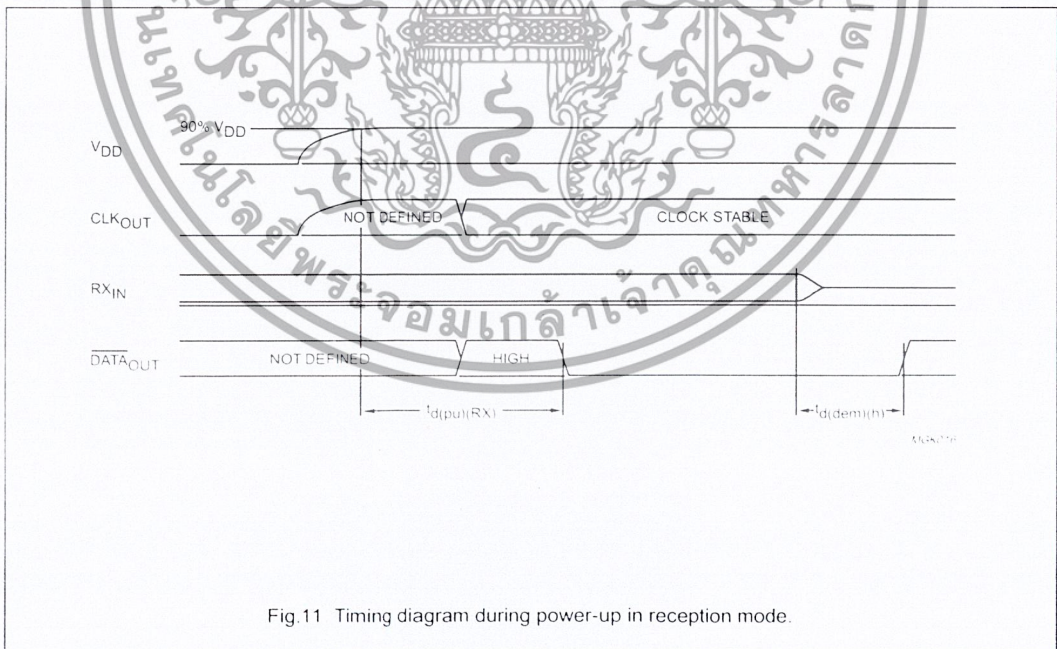 90% VDD
VDD
CLKOUT
NOT DEFINED
CLOCK STABLE
RXIN
DATAOUT
NOT DEFINED
HIGH
td(pu)(RX)
td(dem)(h)
Fig.11 Timing diagram during power-up in reception mode.